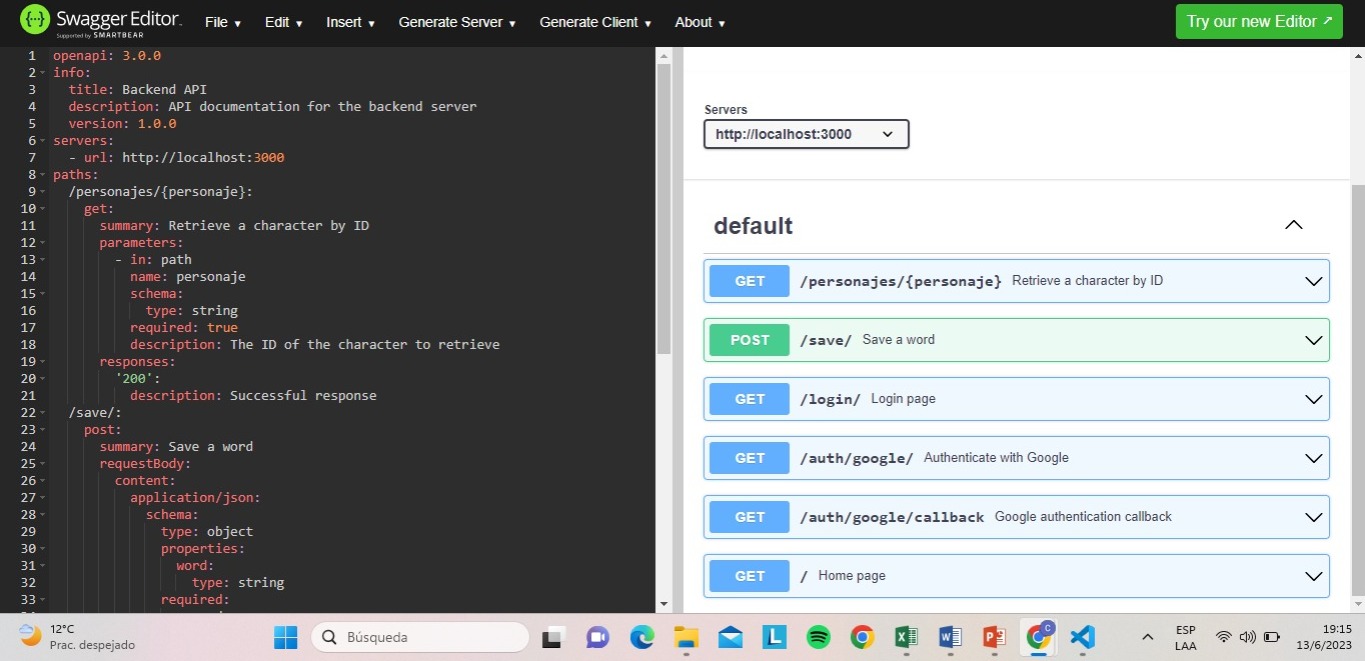 Swagger Editor
Supported by SMARTBEAR
File Edit Insert Generate Server Generate Client About
Try our new Editor
1 openapi: 3.0.0
2 info:
3 title: Backend API
4 description: API documentation for the backend server
5 version: 1.0.0
6 servers:
7 - url: http://localhost:3000
8 paths:
9 /personajes/{personaje}:
10 get:
11 summary: Retrieve a character by ID
12 parameters:
13 - in: path
14 name: personaje
15 schema:
16 type: string
17 required: true
18 description: The ID of the character to retrieve
19 responses:
20 '200':
21 description: Successful response
22 /save/:
23 post:
24 summary: Save a word
25 requestBody:
26 content:
27 application/json:
28 schema:
29 type: object
30 properties:
31 word:
32 type: string
33 required:
Servers
http://localhost:3000
default
GET /personajes/{personaje} Retrieve a character by ID
POST /save/ Save a word
GET /login/ Login page
GET /auth/google/ Authenticate with Google
GET /auth/google/callback Google authentication callback
GET / Home page
12°C
Prac. despejado
Búsqueda
ESP
LAA
19:15
13/6/2023